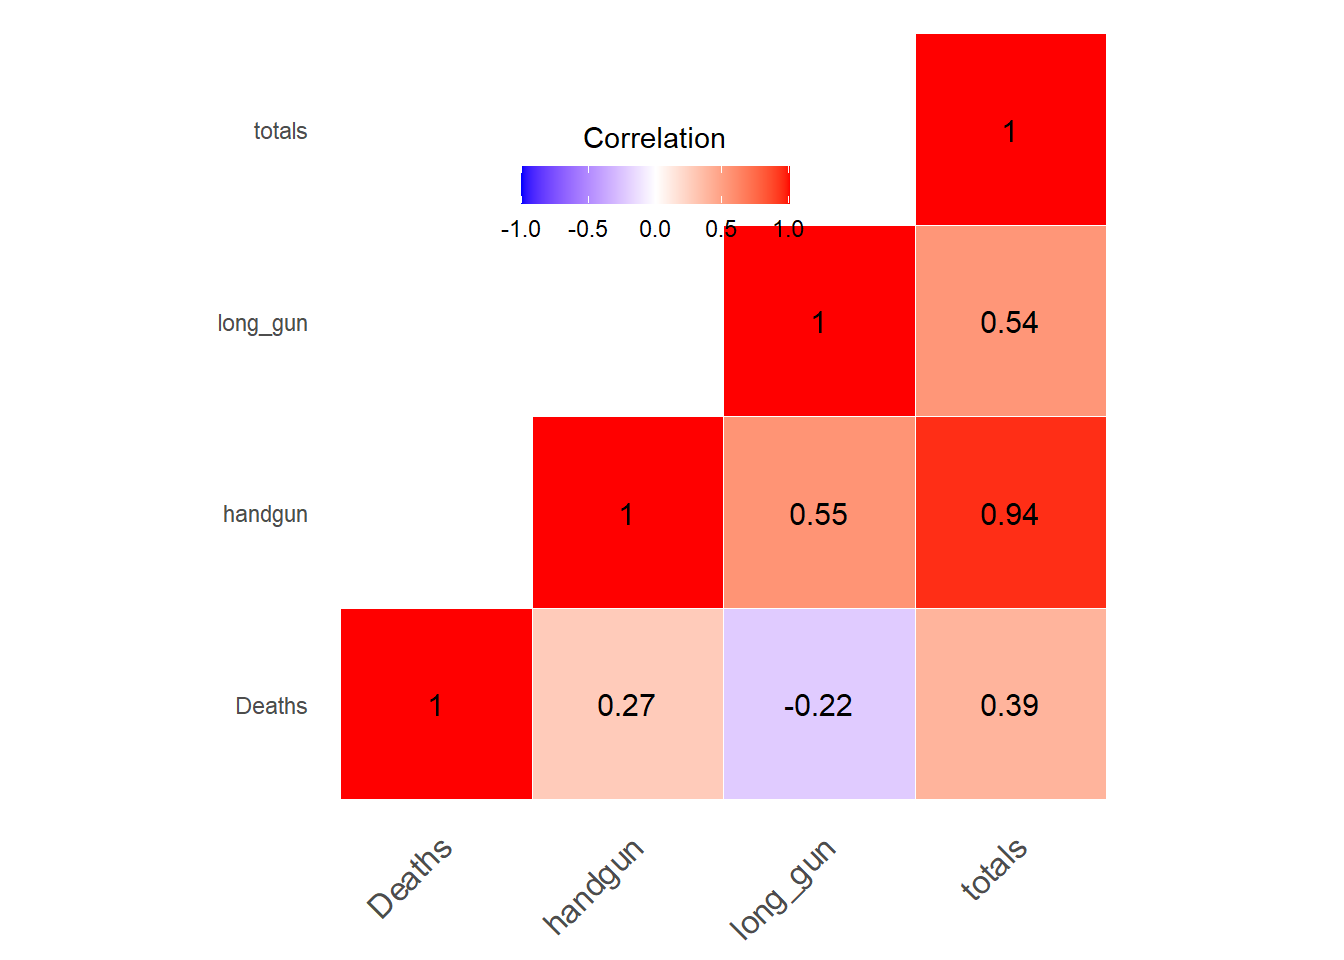 totals
1
Correlation
-1.0 -0.5 0.0 0.5 1.0
long_gun
1 0.54
handgun
1 0.55 0.94
Deaths
1 0.27 -0.22 0.39
Deaths handgun long_gun totals